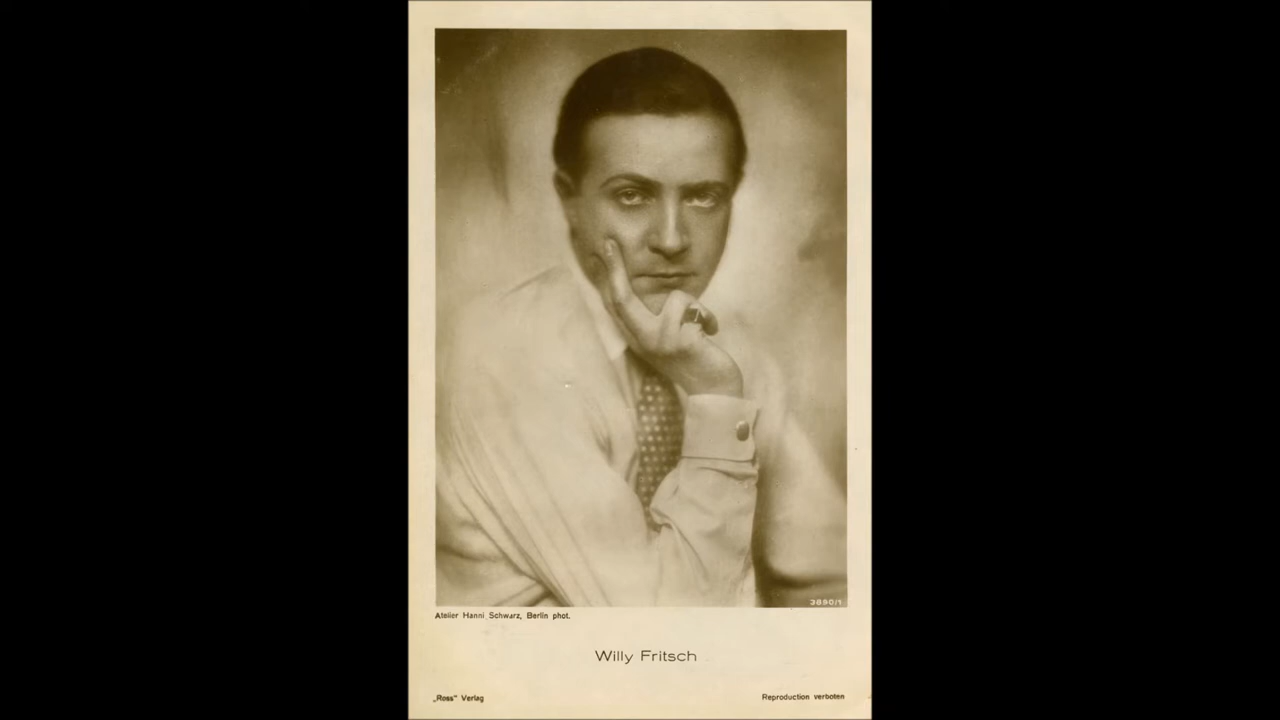 3890/1
Atelier Hanni Schwarz, Berlin phot.
Willy Fritsch
„Ross“ Verlag
Reproduction verboten